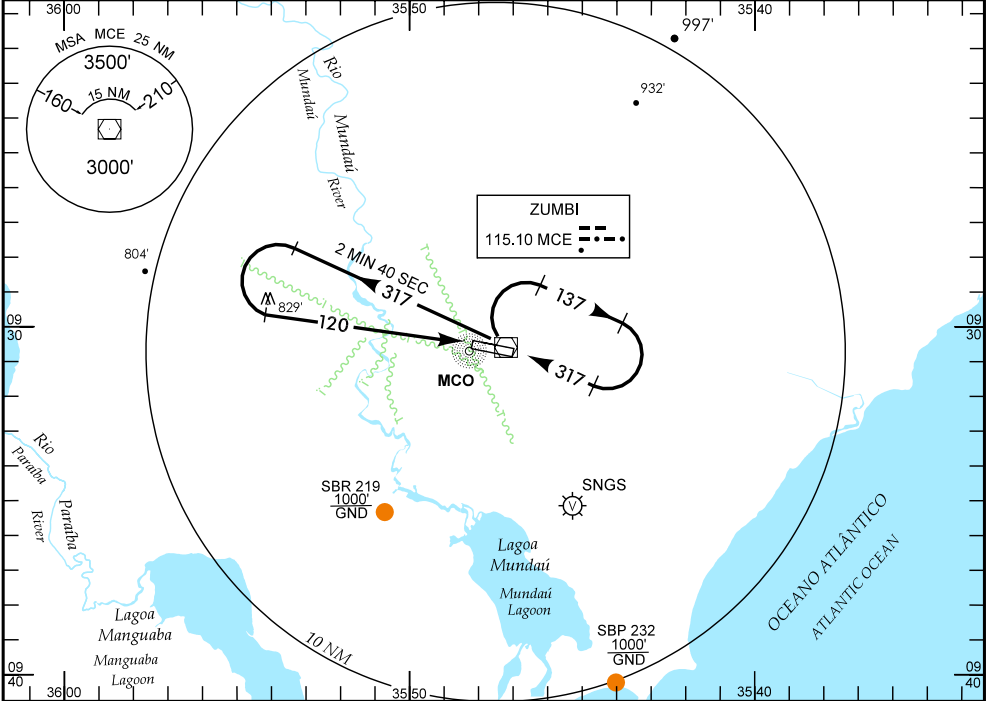 36:00
35:50
35:40
MSA MCE 25 NM
3500'
160
15 NM
210
3000'
Rio
Mundaú
Mundaú
River
997'
932'
804'
ZUMBI
115.10 MCE
2 MIN 40 SEC
317
829'
120
137
317
MCO
09
30
09
30
SBR 219
1000'
GND
SNGS
Rio
Paraíba
Paraíba
River
Lagoa
Mundaú
Mundaú
Lagoon
OCEANO ATLÂNTICO
ATLANTIC OCEAN
Lagoa
Manguaba
Manguaba
Lagoon
10 NM
SBP 232
1000'
GND
09
40
09
40
36:00
35:50
35:40